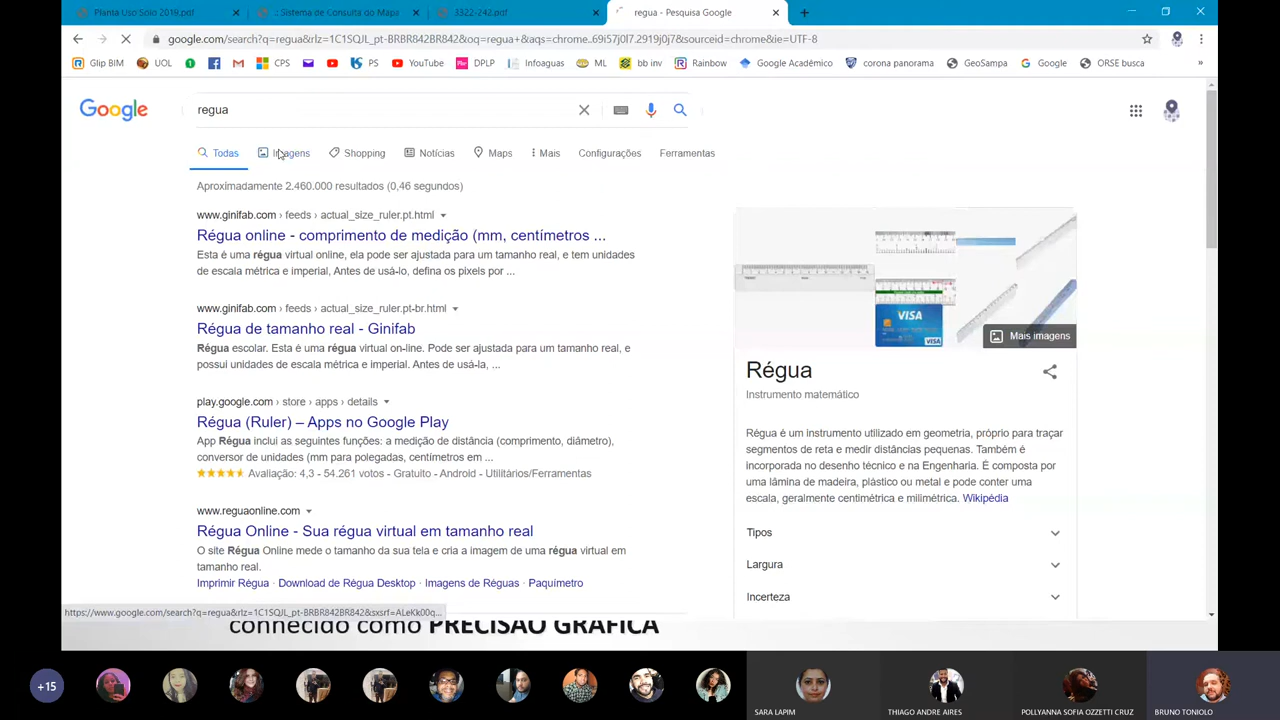 Planta Uso Solo 2019.pdf
.: Sistema de Consulta do Mapa
3322-242.pdf
regua - Pesquisa Google
google.com/search?q=regua&rlz=1C1SQJL_pt-BRBR842BR842&oq=regua+&aqs=chrome..69i57j0l7.2919j0j7&sourceid=chrome&ie=UTF-8
Glip BIM UOL CPS PS YouTube DPLP Infoaguas ML bb inv Rainbow Google Acadêmico corona panorama GeoSampa Google ORSE busca »
Google
regua
Todas Imagens Shopping Notícias Maps Mais Configurações Ferramentas
Aproximadamente 2.460.000 resultados (0,46 segundos)
www.ginifab.com › feeds › actual_size_ruler.pt.html
Régua online - comprimento de medição (mm, centímetros ...
Esta é uma régua virtual online, ela pode ser ajustada para um tamanho real, e tem unidades
de escala métrica e imperial. Antes de usá-lo, defina os pixels por ...
www.ginifab.com › feeds › actual_size_ruler.pt-br.html
Régua de tamanho real - Ginifab
Régua escolar. Esta é uma régua virtual on-line. Pode ser ajustada para um tamanho real, e
possui unidades de escala métrica e imperial. Antes de usá-la, ...
play.google.com › store › apps › details
Régua (Ruler) – Apps no Google Play
App Régua inclui as seguintes funções: a medição de distância (comprimento, diâmetro),
conversor de unidades (mm para polegadas, centímetros em ...
Avaliação: 4,3 - 54.261 votos - Gratuito - Android - Utilitários/Ferramentas
www.reguaonline.com
Régua Online - Sua régua virtual em tamanho real
O site Régua Online mede o tamanho da sua tela e cria a imagem de uma régua virtual em
tamanho real.
Imprimir Régua · Download de Régua Desktop · Imagens de Réguas · Paquímetro
VISA
VISA
Mais imagens
Régua
Instrumento matemático
Régua é um instrumento utilizado em geometria, próprio para traçar
segmentos de reta e medir distâncias pequenas. Também é
incorporada no desenho técnico e na Engenharia. É composta por
uma lâmina de madeira, plástico ou metal e pode conter uma
escala, geralmente centimétrica e milimétrica. Wikipédia
Tipos
Largura
Incerteza
https://www.google.com/search?q=regua&rlz=1C1SQJL_pt-BRBR842BR842&sxsrf=ALeKk00q...
conhecido como PRECISÃO GRÁFICA
+15
SARA LAPIM
THIAGO ANDRE AIRES
POLLYANNA SOFIA OZZETTI CRUZ
BRUNO TONIOLO